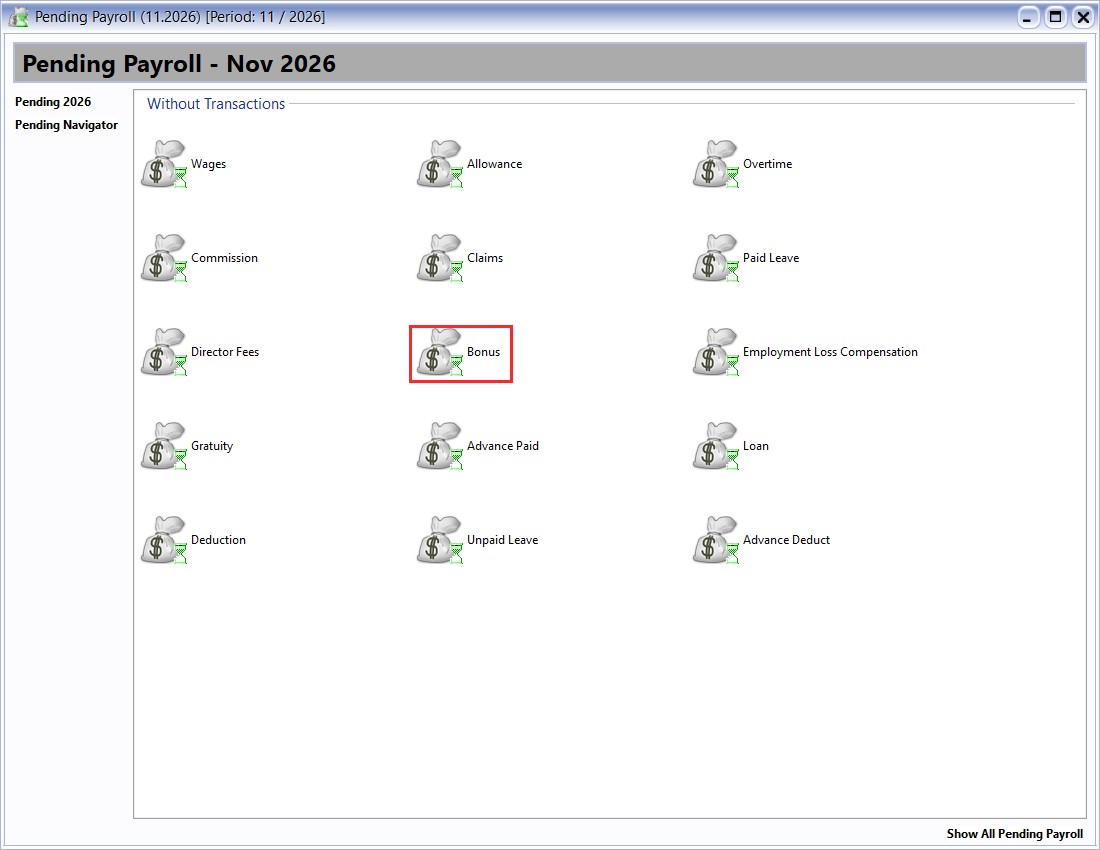 Pending Payroll (11.2026) [Period: 11 / 2026]
Pending Payroll - Nov 2026
Pending 2026
Pending Navigator
Without Transactions
Wages
Allowance
Overtime
Commission
Claims
Paid Leave
Director Fees
Bonus
Employment Loss Compensation
Gratuity
Advance Paid
Loan
Deduction
Unpaid Leave
Advance Deduct
Show All Pending Payroll